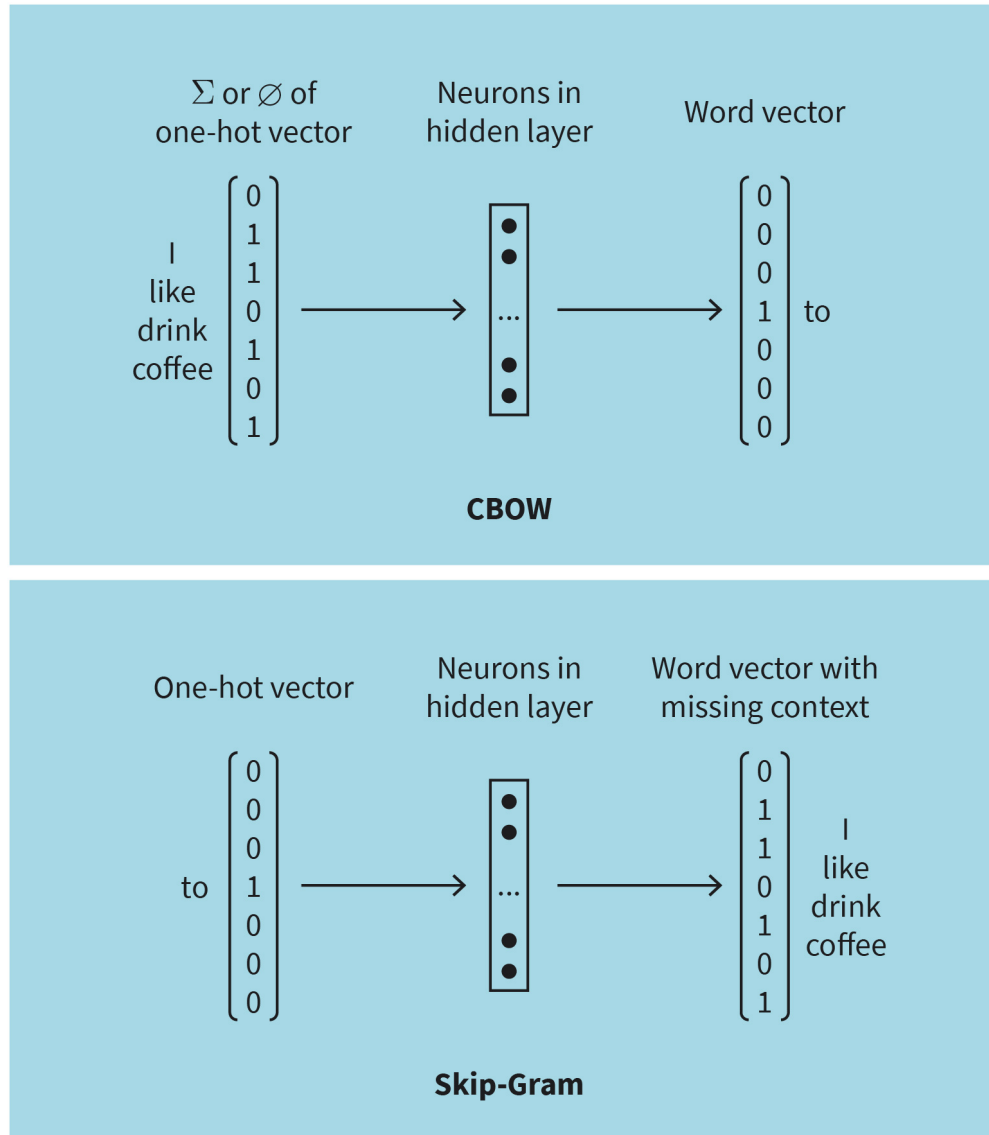 Σ or ∅ of
one-hot vector
Neurons in
hidden layer
Word vector
I
like
drink
coffee
0
1
1
0
1
0
1
...
0
0
0
1
0
0
0
to
CBOW
One-hot vector
Neurons in
hidden layer
Word vector with
missing context
to
0
0
0
1
0
0
0
...
0
1
1
0
1
0
1
I
like
drink
coffee
Skip-Gram